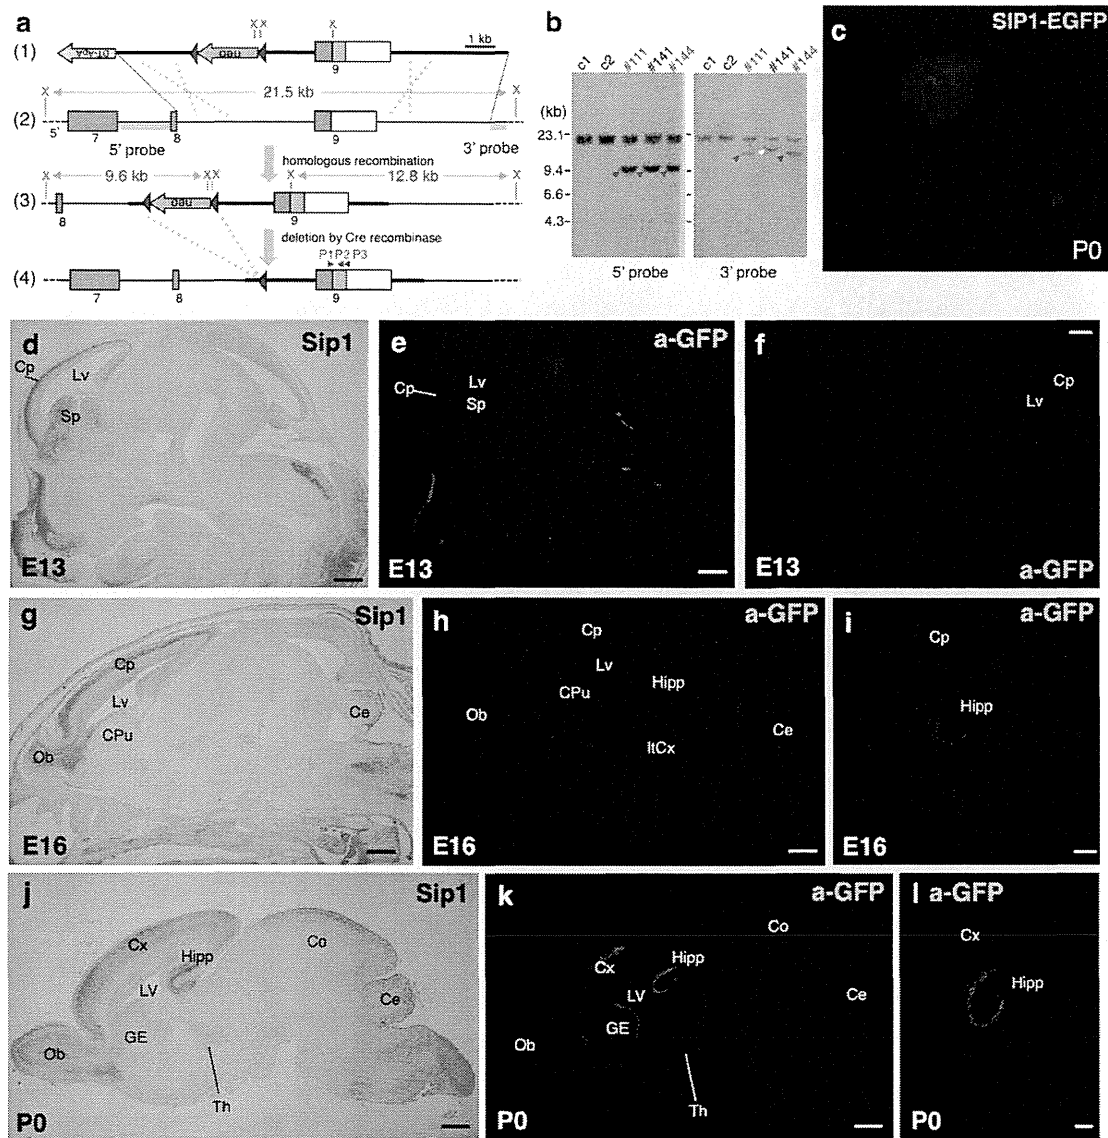 a
X XX X
1 kb
(1) DT-ApA neo
9
X 21.5 kb X
(2)
5' 7 8 9
5' probe 3' probe
homologous recombination
X 9.6 kb XX X 12.8 kb X
(3) neo
8 9
deletion by Cre recombinase
P1 P2 P3
(4)
7 8 9
b
c1 c2 #111 #141 #144 c1 c2 #111 #141 #144
(kb)
23.1
9.4
6.6
4.3
5' probe 3' probe
c SIP1-EGFP
P0
d Sip1
Cp Lv
Sp
E13
e a-GFP
Cp Lv
Sp
E13
f
Cp
Lv
E13 a-GFP
g Sip1
Cp
Lv
CPu Ce
Ob
E16
h a-GFP
Cp
Lv
CPu Hipp
Ob Ce
ltCx
E16
i a-GFP
Cp
Hipp
E16
j Sip1
Cx Co
Hipp
LV
Ce
GE
Ob
Th
P0
k a-GFP
Co
Cx Hipp
LV Ce
GE
Ob
Th
P0
l a-GFP
Cx
Hipp
P0